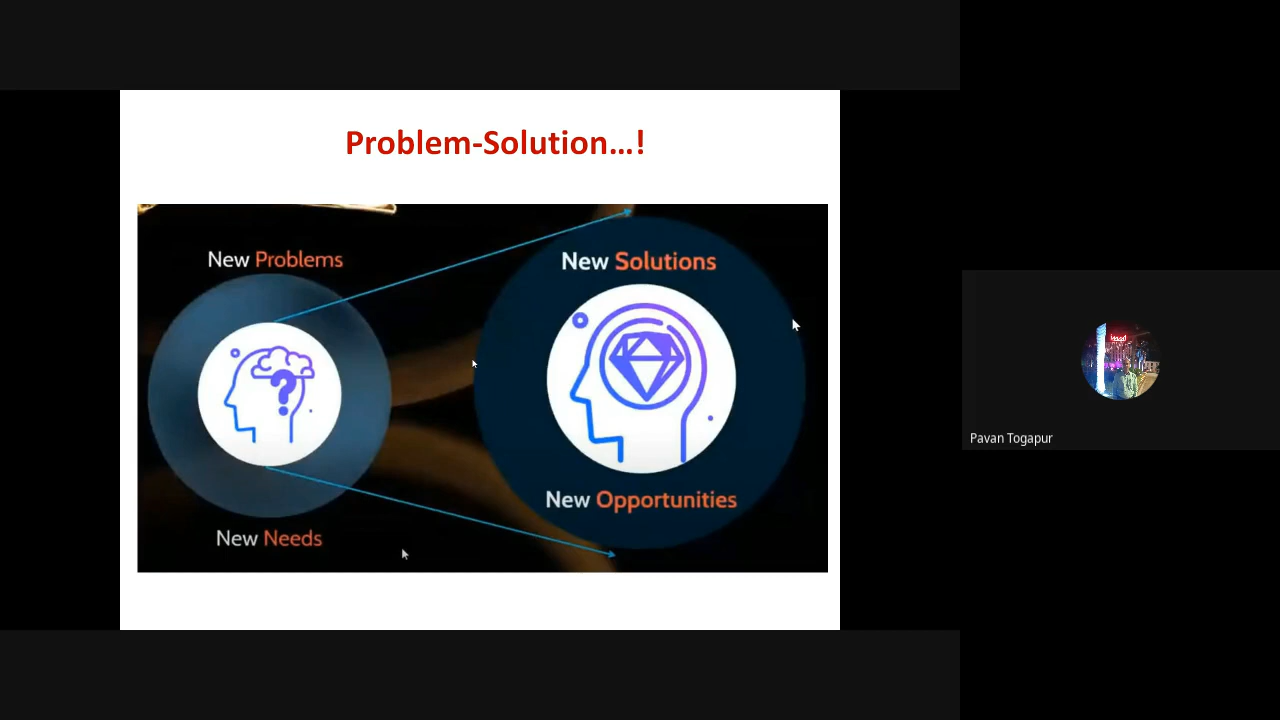 Problem-Solution...!
New Problems
New Solutions
New Opportunities
New Needs
Pavan Togapur